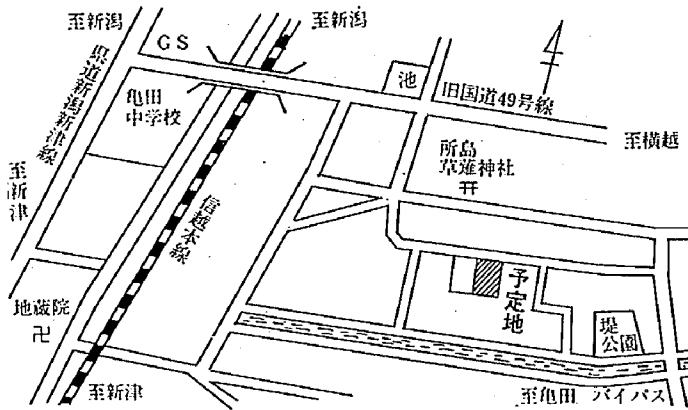 至新潟
至新潟
GS
県道新潟新津線
亀田
中学校
池
旧国道49号線
至横越
所島
草薙神社
至新津
信越本線
予定地
地蔵院
卍
堤
公園
至新津
至亀田 バイパス